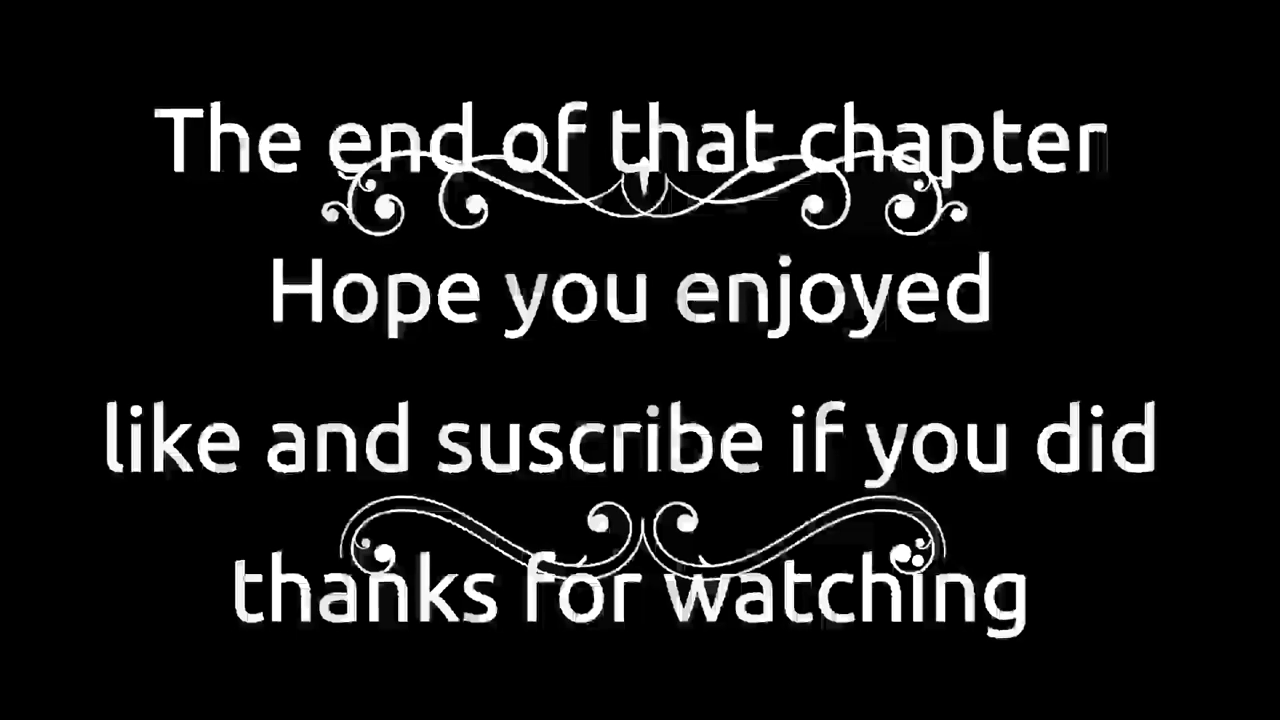 The end of that chapter
Hope you enjoyed
like and suscribe if you did
thanks for watching